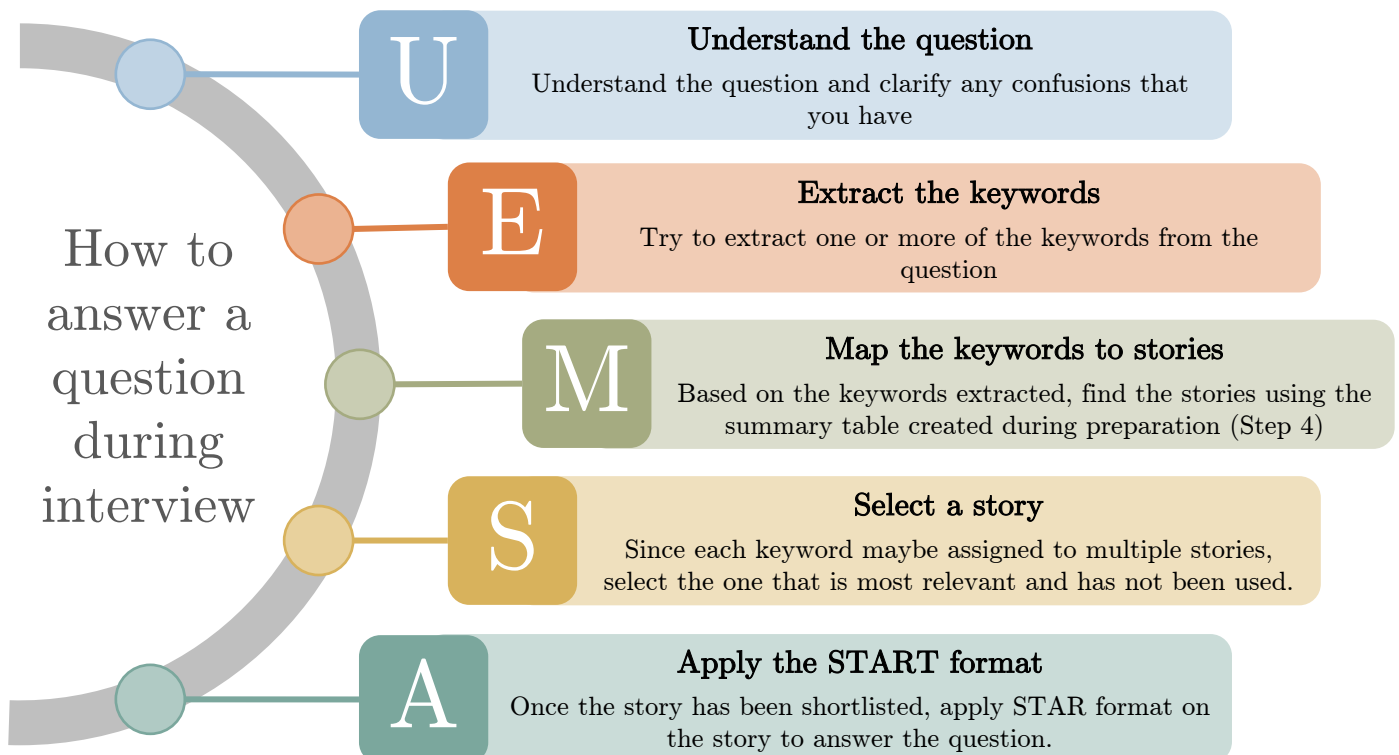 How to
answer a
question
during
interview
U
Understand the question
Understand the question and clarify any confusions that
you have
E
Extract the keywords
Try to extract one or more of the keywords from the
question
M
Map the keywords to stories
Based on the keywords extracted, find the stories using the
summary table created during preparation (Step 4)
S
Select a story
Since each keyword maybe assigned to multiple stories,
select the one that is most relevant and has not been used.
A
Apply the START format
Once the story has been shortlisted, apply STAR format on
the story to answer the question.